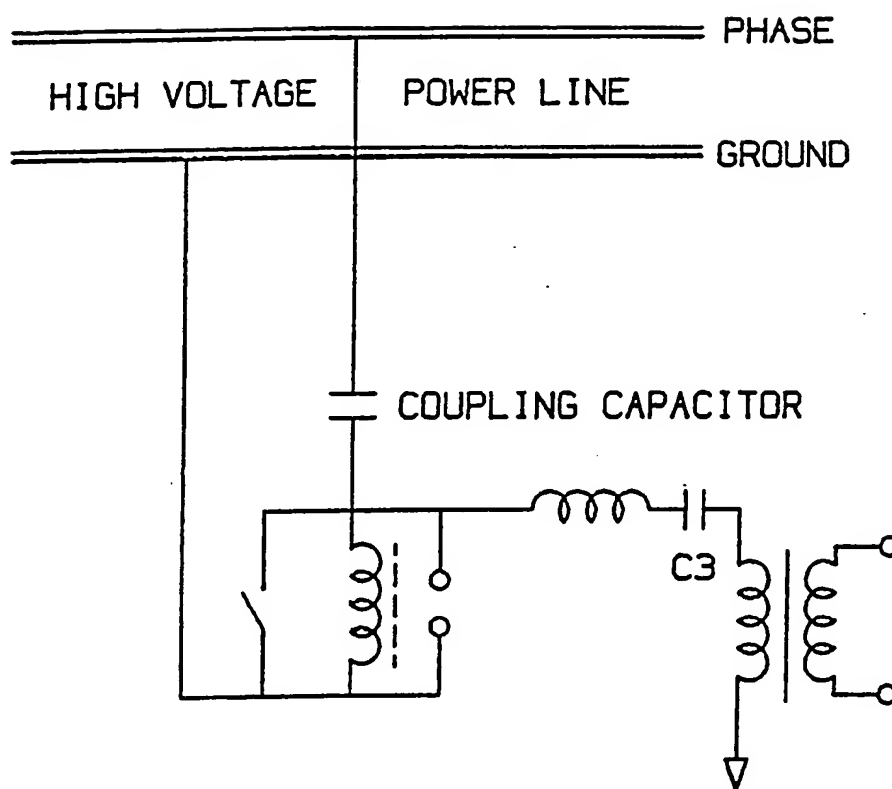 PHASE
HIGH VOLTAGE POWER LINE
GROUND
COUPLING CAPACITOR
C3